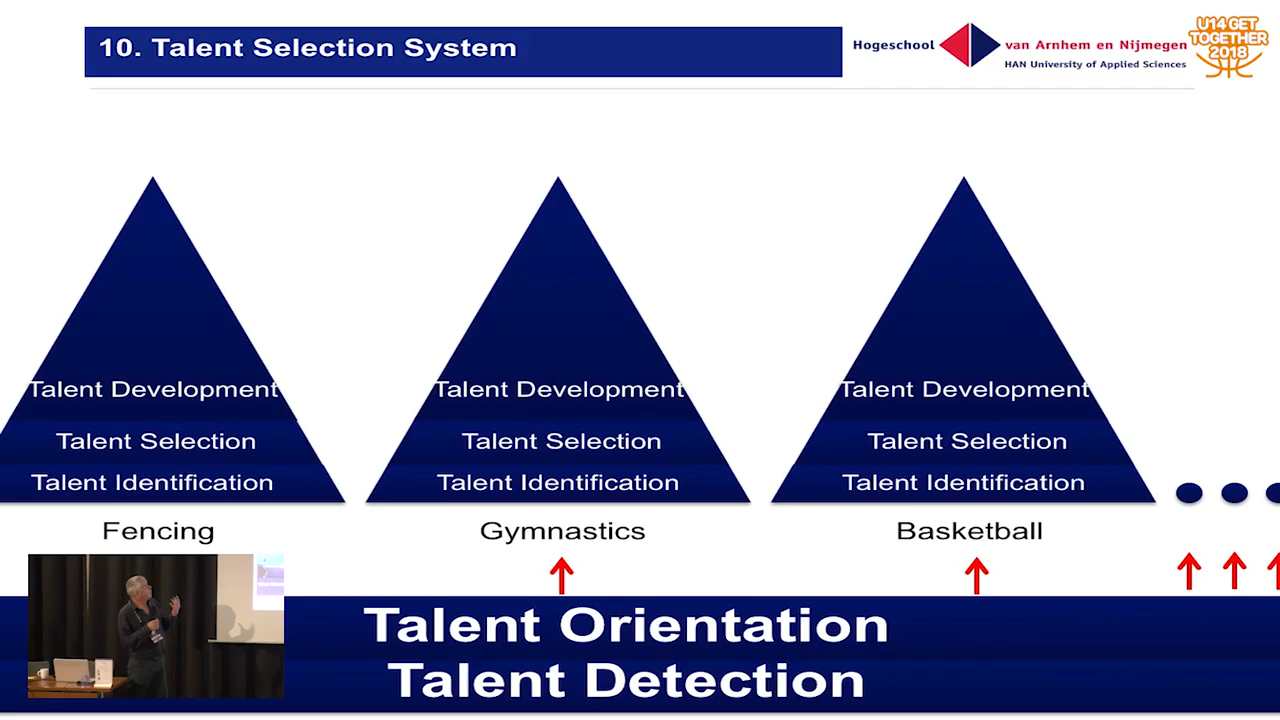 10. Talent Selection System
Hogeschool van Arnhem en Nijmegen
HAN University of Applied Sciences
U14 GET
TOGETHER
2018
Talent Development
Talent Selection
Talent Identification
Fencing
Talent Development
Talent Selection
Talent Identification
Gymnastics
Talent Development
Talent Selection
Talent Identification
Basketball
Talent Orientation
Talent Detection